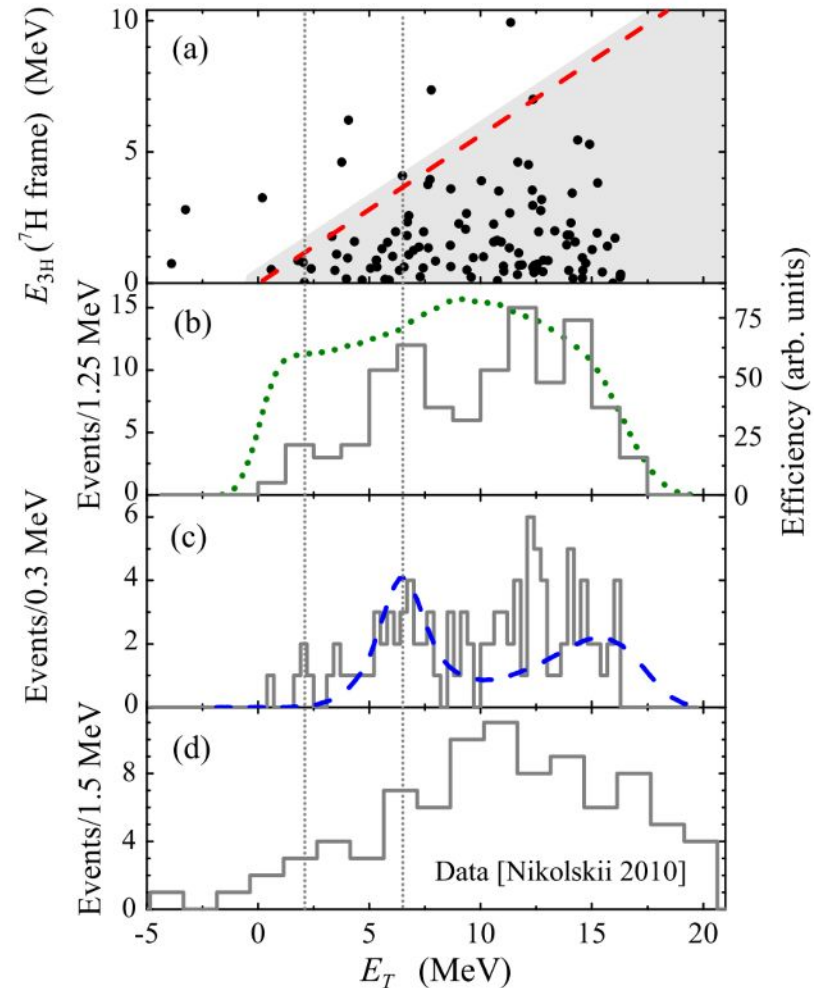 10
5
0
E3H (7H frame) (MeV)
(a)
15
10
5
0
Events/1.25 MeV
(b)
75
50
25
0
Efficiency (arb. units)
6
4
2
0
Events/0.3 MeV
(c)
8
4
0
Events/1.5 MeV
(d)
Data [Nikolskii 2010]
-5 0 5 10 15 20
ET (MeV)